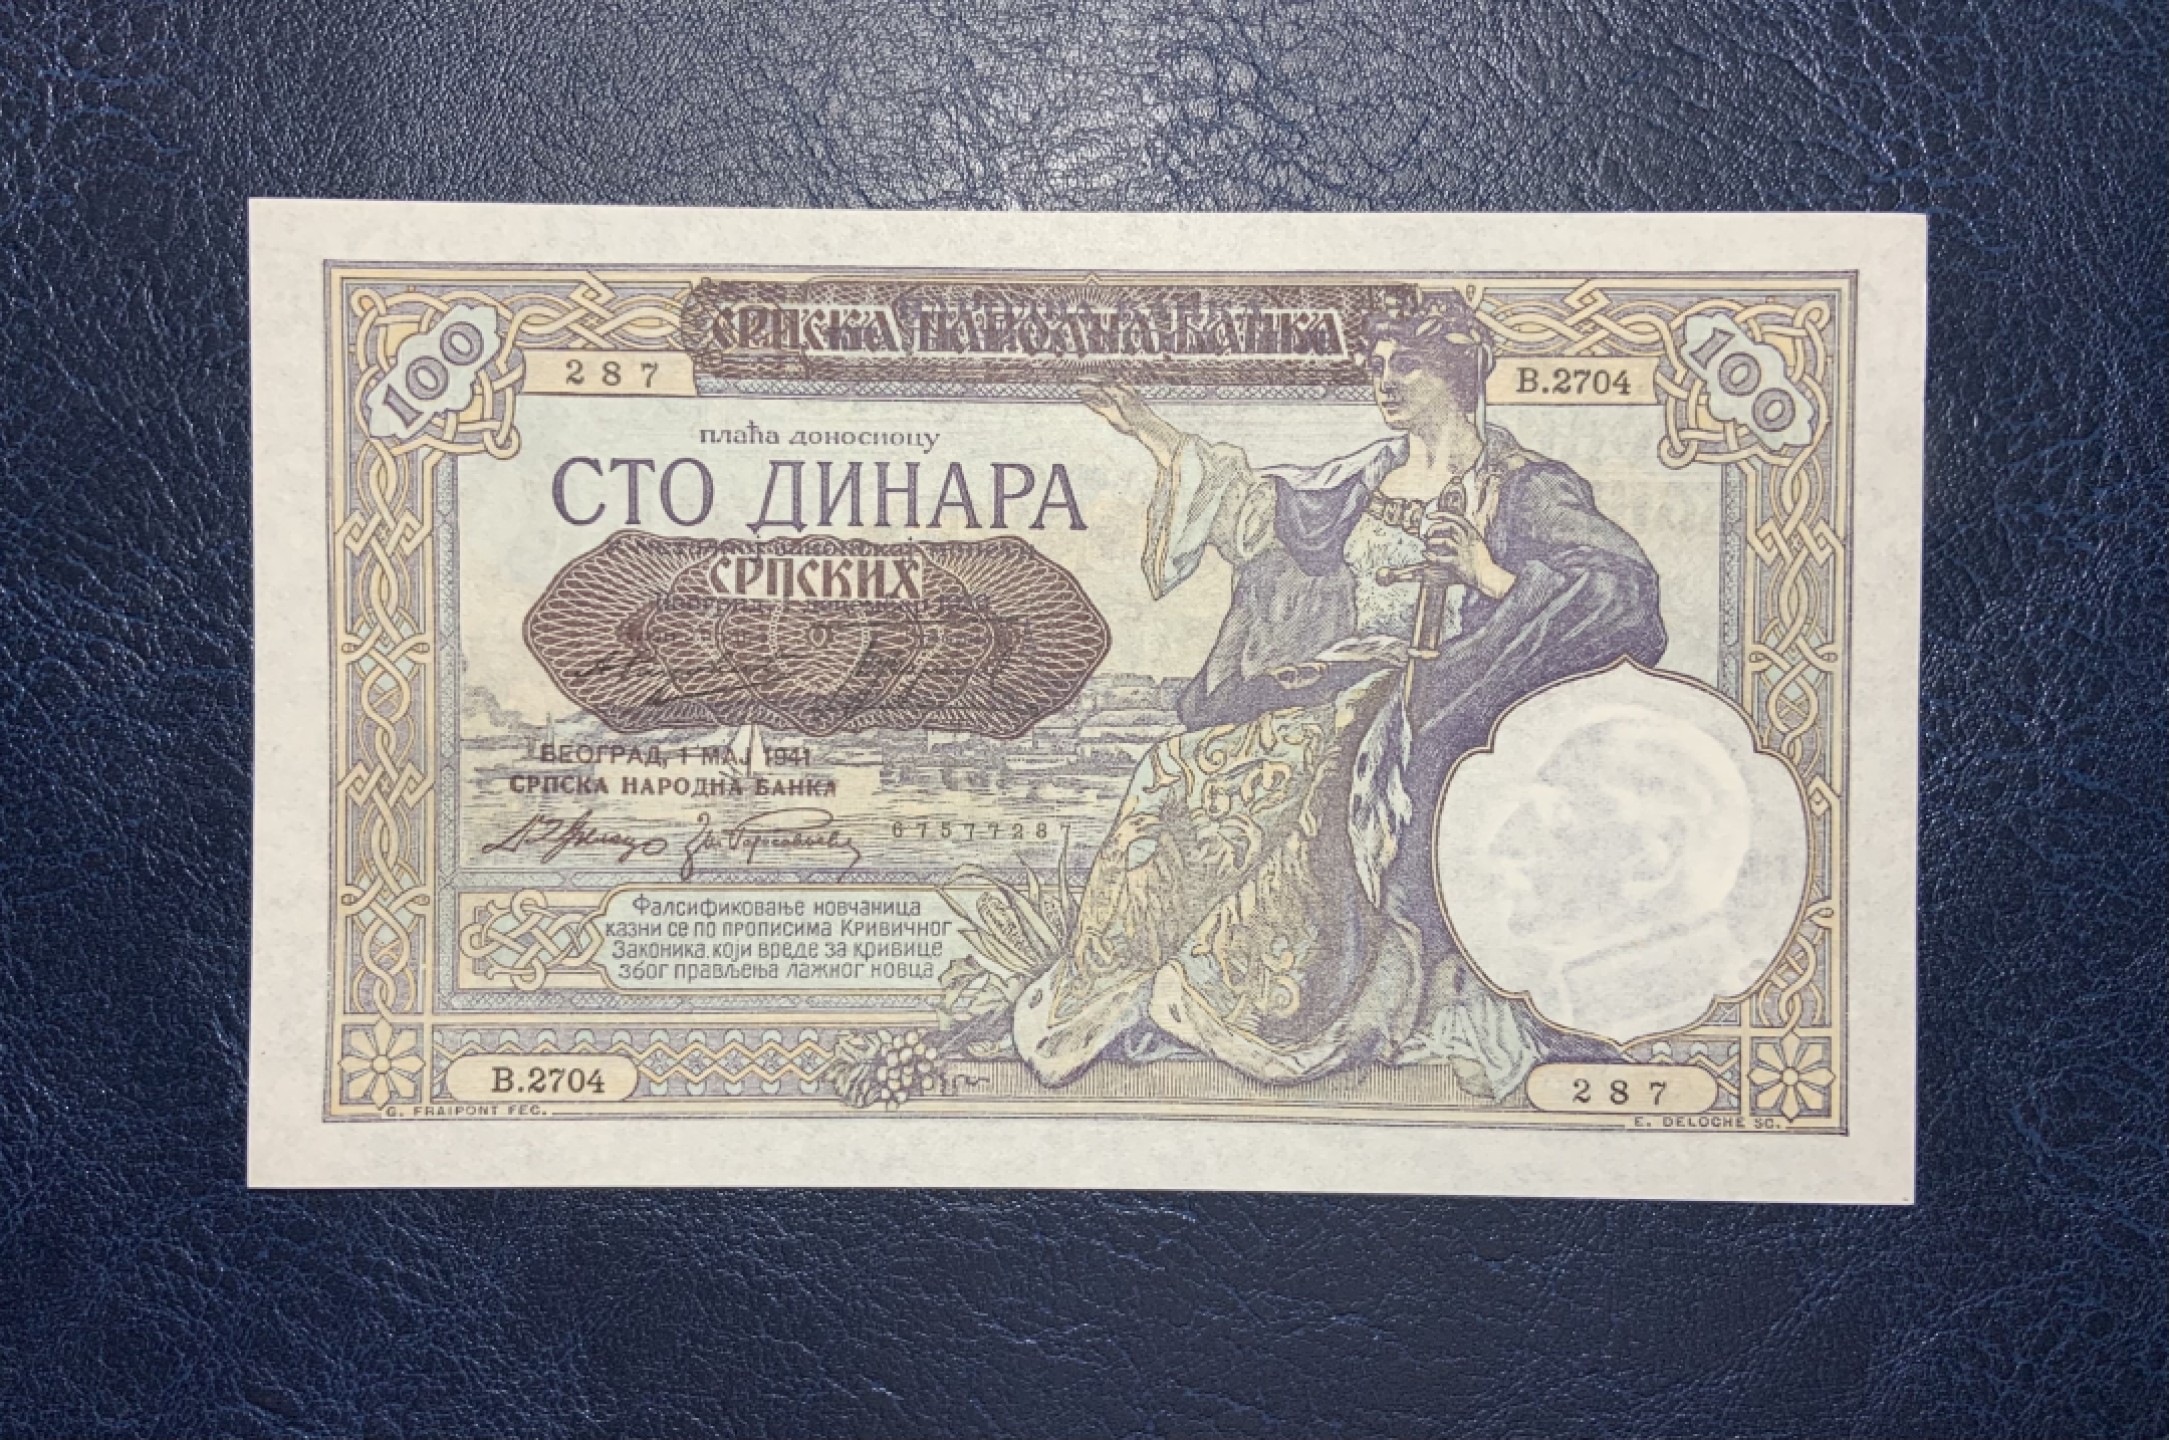 100
СРПСКА НАРОДНА БАНКА
100
287
В.2704
плаћа доносиоцу
СТО ДИНАРА
СРПСКИХ
БЕОГРАД, 1 МАЈ 1941
СРПСКА НАРОДНА БАНКА
67577287
Фалсификовање новчаница
казни се по прописима Кривичног
Законика.који вреде за кривице
због прављења лажног новца
В.2704
287
G. FRAIPONT FEC.
E. DELOCHE SC.